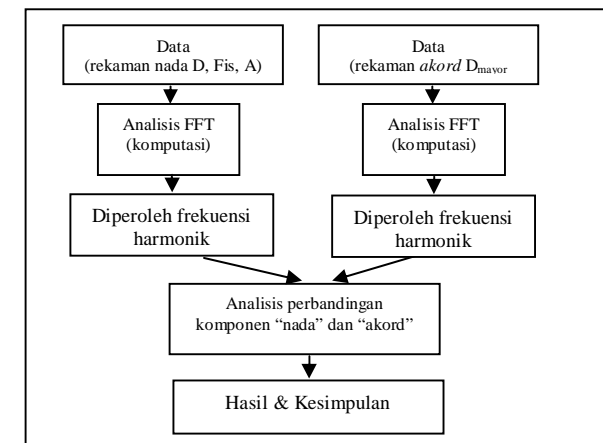 Data
(rekaman nada D, Fis, A)
Data
(rekaman akord Dmayor
Analisis FFT
(komputasi)
Analisis FFT
(komputasi)
Diperoleh frekuensi
harmonik
Diperoleh frekuensi
harmonik
Analisis perbandingan
komponen “nada” dan “akord”
Hasil & Kesimpulan